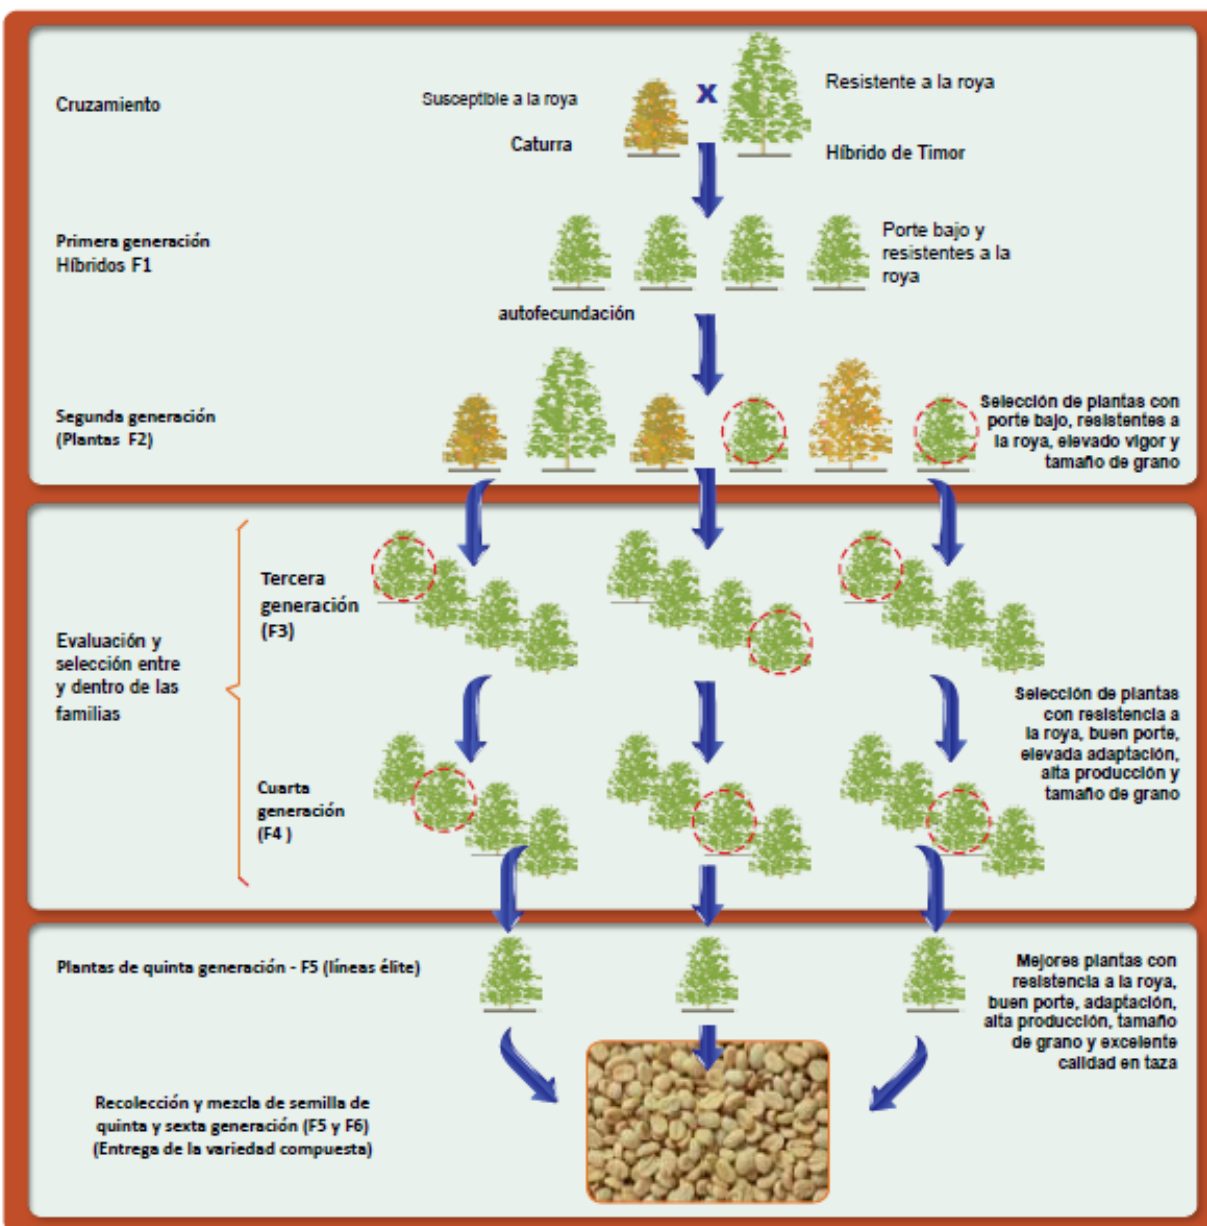 Cruzamiento
Susceptible a la roya
Caturra
X
Resistente a la roya
Híbrido de Timor
Primera generación
Híbridos F1
Porte bajo y
resistentes a la
roya
autofecundación
Segunda generación
(Plantas F2)
Selección de plantas con
porte bajo, resistentes a
la roya, elevado vigor y
tamaño de grano
Evaluación y
selección entre
y dentro de las
familias
Tercera
generación
(F3)
Selección de plantas
con resistencia a
la roya, buen porte,
elevada adaptación,
alta producción y
tamaño de grano
Cuarta
generación
(F4 )
Plantas de quinta generación - F5 (líneas élite)
Mejores plantas con
resistencia a la roya,
buen porte, adaptación,
alta producción, tamaño
de grano y excelente
calidad en taza
Recolección y mezcla de semilla de
quinta y sexta generación (F5 y F6)
(Entrega de la variedad compuesta)